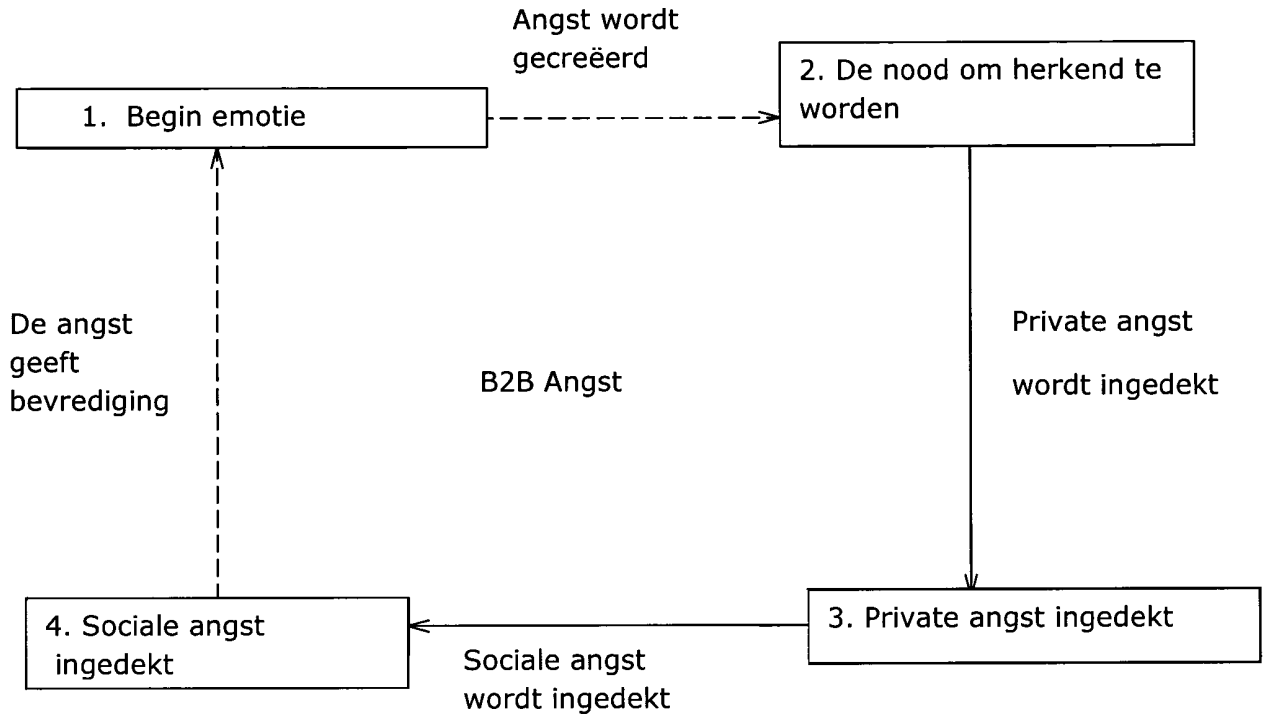 Angst wordt
gecreëerd
1. Begin emotie
2. De nood om herkend te
worden
De angst
geeft
bevrediging
B2B Angst
Private angst
wordt ingedekt
4. Sociale angst
ingedekt
Sociale angst
wordt ingedekt
3. Private angst ingedekt